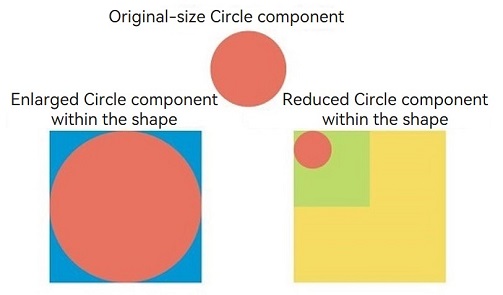 Original-size Circle component
Enlarged Circle component
within the shape
Reduced Circle component
within the shape